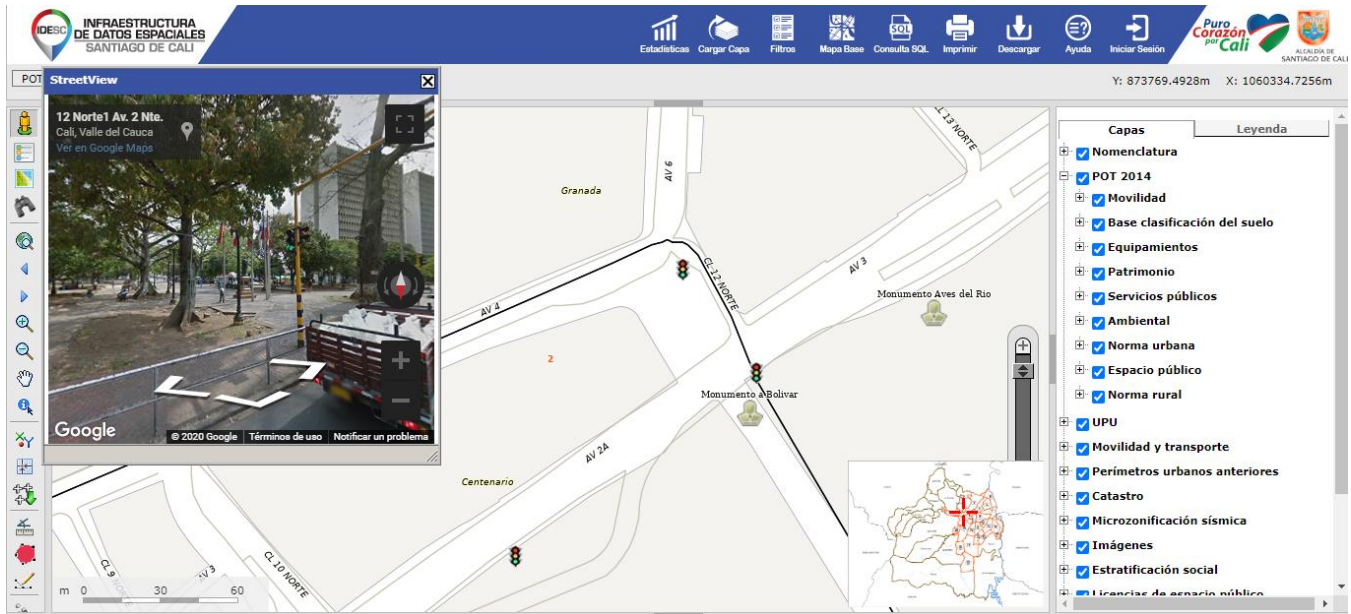 IDESC
INFRAESTRUCTURA
DE DATOS ESPACIALES
SANTIAGO DE CALI
Estadísticas
Cargar Capa
Filtros
Mapa Base
SQL
Consulta SQL
Imprimir
Descargar
Ayuda
Iniciar Sesión
Puro
Corazón
por Cali
ALCALDÍA DE
SANTIAGO DE CALI
POT
Y: 873769.4928m X: 1060334.7256m
StreetView
12 Norte1 Av. 2 Nte.
Cali, Valle del Cauca
Ver en Google Maps
Google
© 2020 Google
Términos de uso
Notificar un problema
CL 13 NORTE
AV 6
Granada
CL 12 NORTE
AV 3
AV 4
Monumento Aves del Rio
2
Monumento a Bolivar
AV 2A
Centenario
CL 10 NORTE
CL 9 NORTE
m 0 30 60
Capas
Leyenda
Nomenclatura
POT 2014
Movilidad
Base clasificación del suelo
Equipamientos
Patrimonio
Servicios públicos
Ambiental
Norma urbana
Espacio público
Norma rural
UPU
Movilidad y transporte
Perímetros urbanos anteriores
Catastro
Microzonificación sísmica
Imágenes
Estratificación social
Licencias de espacio público